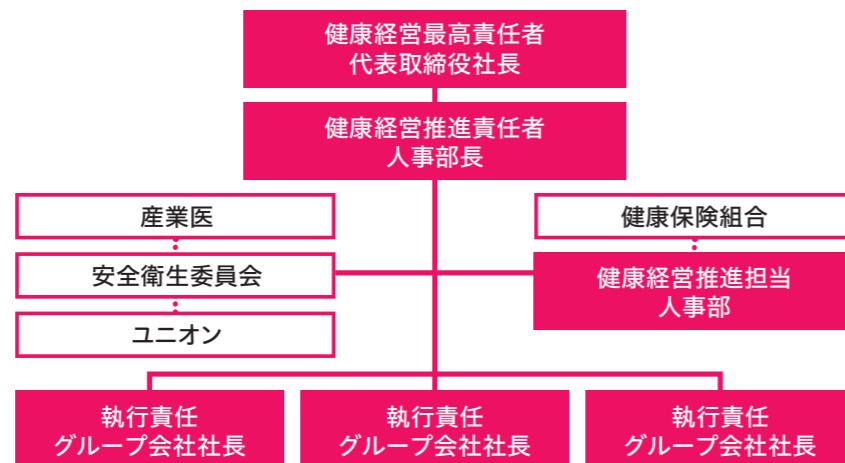 健康経営最高責任者
代表取締役社長
健康経営推進責任者
人事部長
産業医
安全衛生委員会
ユニオン
健康保険組合
健康経営推進担当
人事部
執行責任
グループ会社社長
執行責任
グループ会社社長
執行責任
グループ会社社長